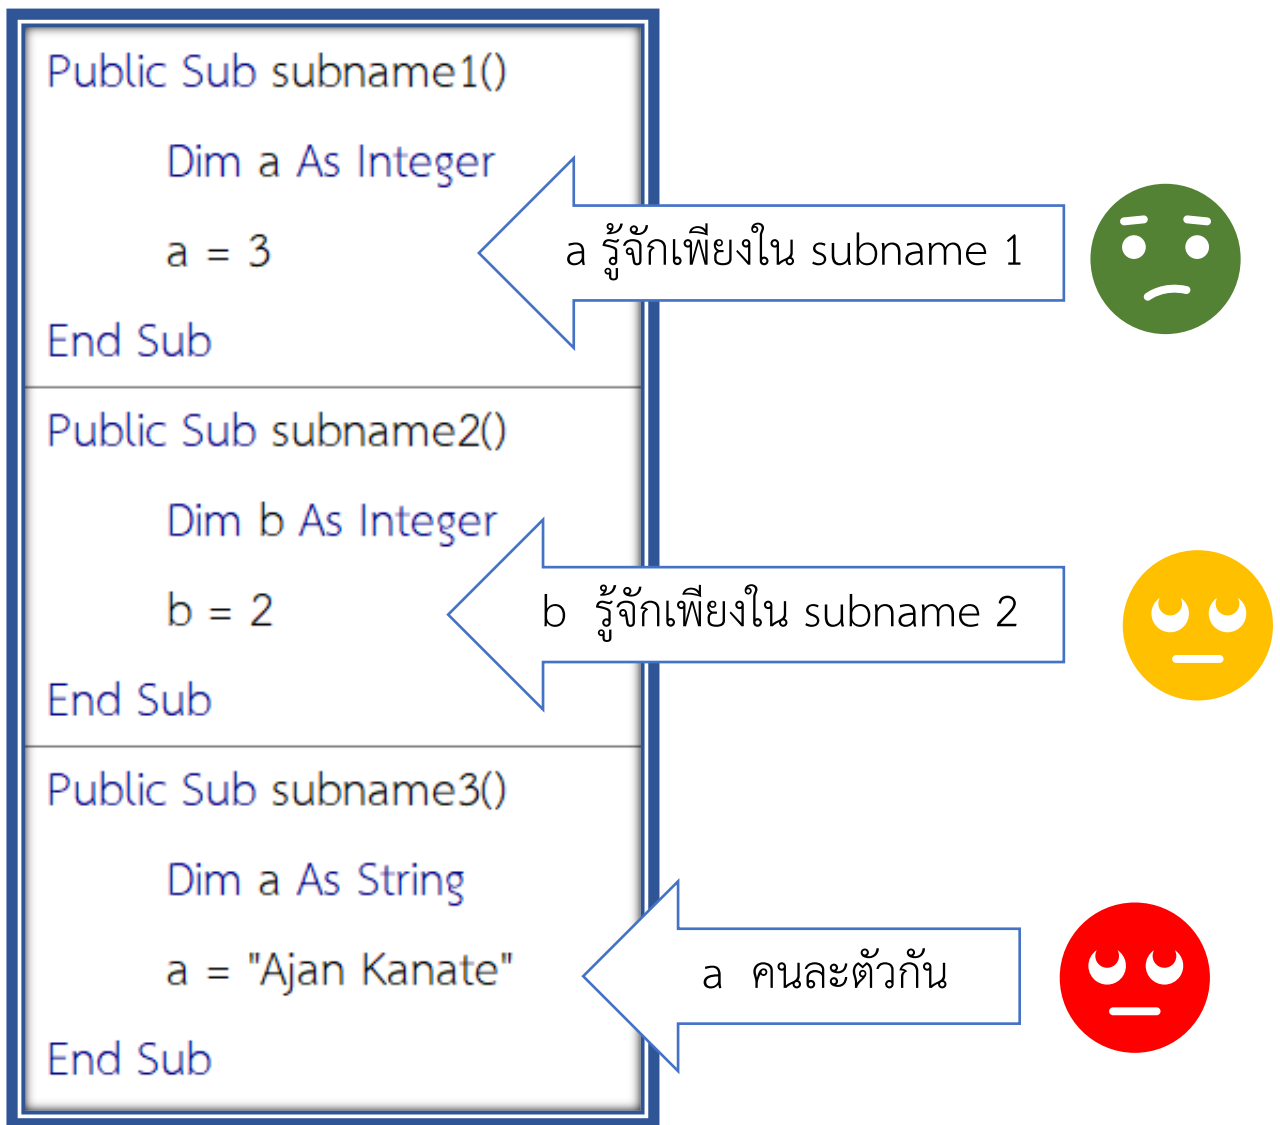 Public Sub subname1()
Dim a As Integer
a = 3
a รู้จักเพียงใน subname 1
End Sub
Public Sub subname2()
Dim b As Integer
b = 2
b รู้จักเพียงใน subname 2
End Sub
Public Sub subname3()
Dim a As String
a = "Ajan Kanate"
a คนละตัวกัน
End Sub